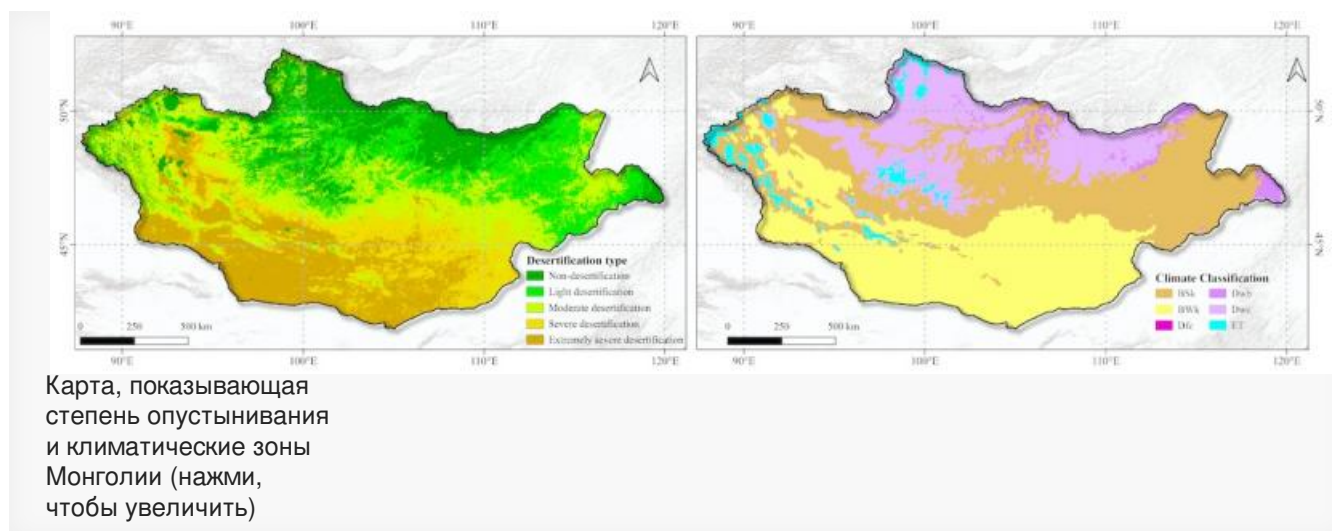 90°E 100°E 110°E 120°E
90°E 100°E 110°E 120°E
50°N
50°N
45°N
45°N
Desertification type
Non-desertification
Light desertification
Moderate desertification
Severe desertification
Extremely severe desertification
0 250 500 km
Climate Classification
BSk Dwb
BWk Dwc
Dfc ET
0 250 500 km
90°E 100°E 110°E 120°E
90°E 100°E 110°E 120°E
Карта, показывающая
степень опустынивания
и климатические зоны
Монголии (нажми,
чтобы увеличить)